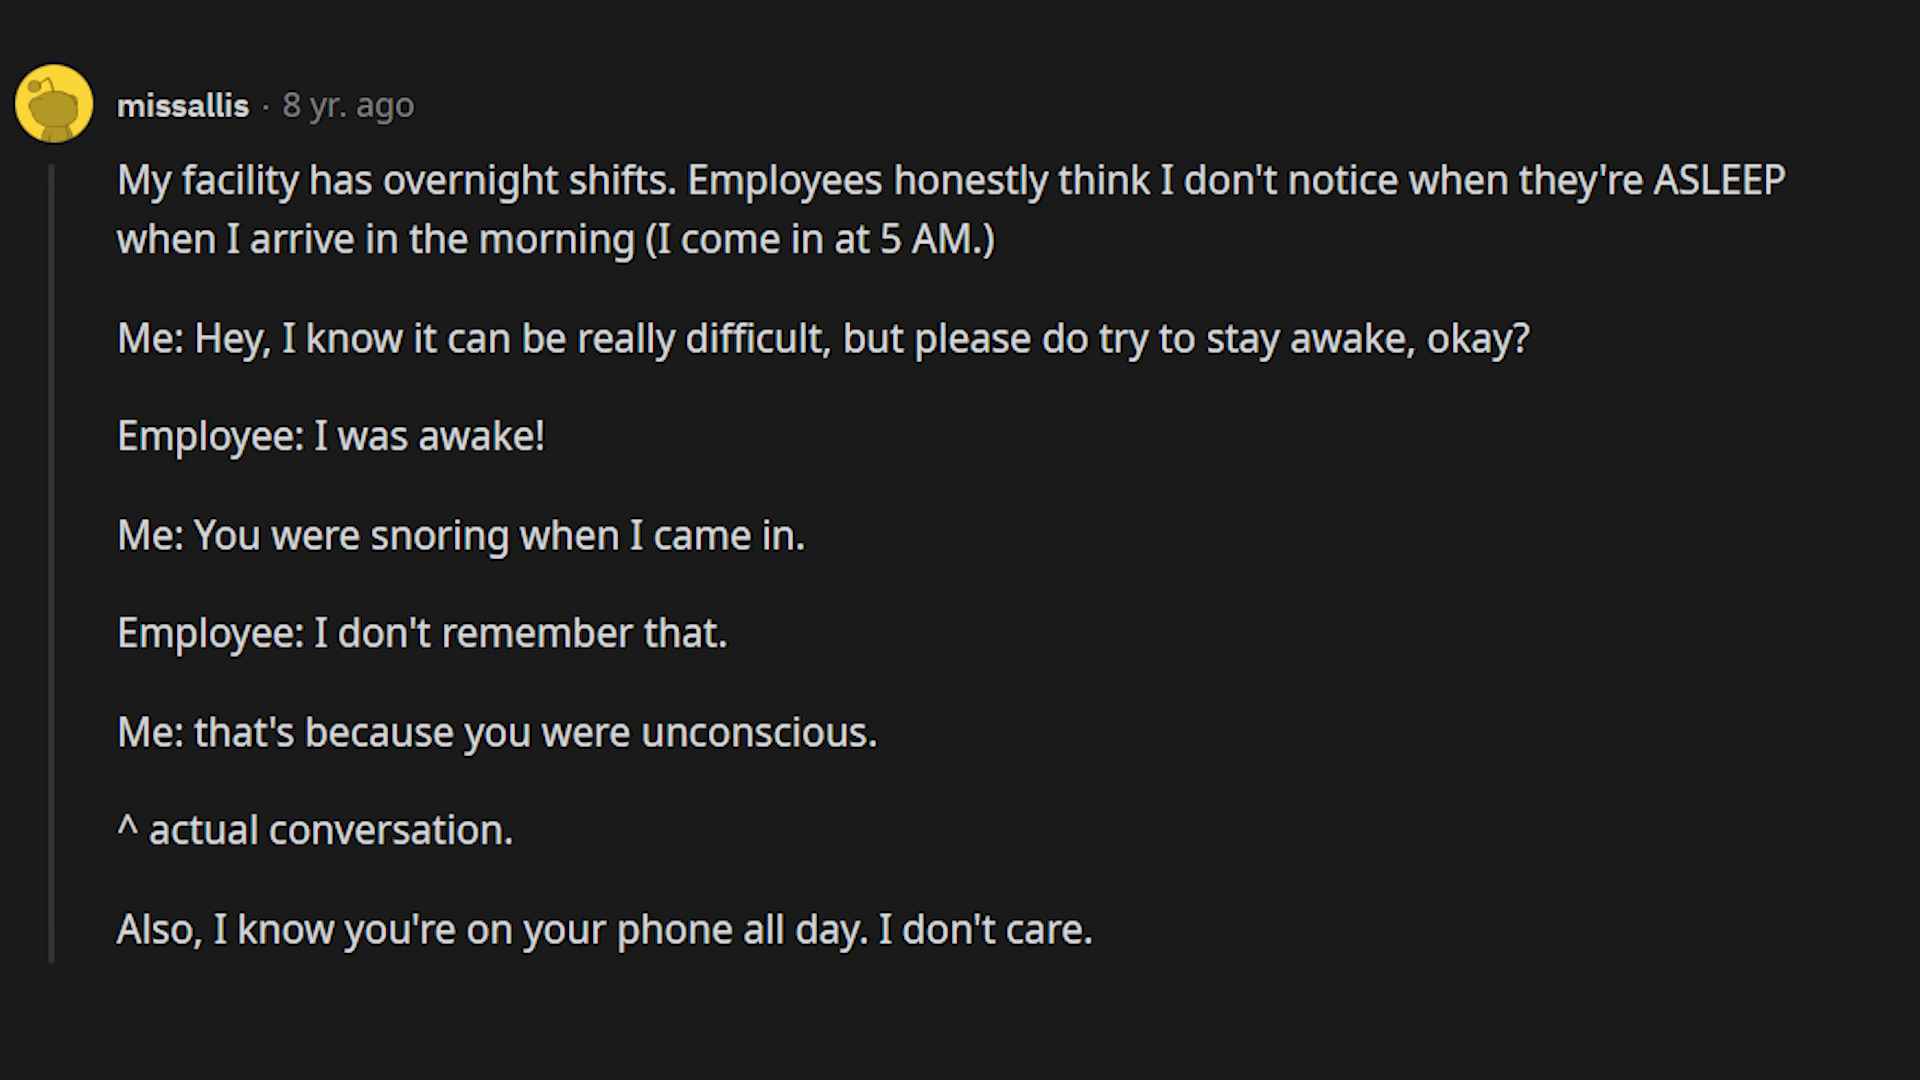 missallis · 8 yr. ago
My facility has overnight shifts. Employees honestly think I don't notice when they're ASLEEP
when I arrive in the morning (I come in at 5 AM.)
Me: Hey, I know it can be really difficult, but please do try to stay awake, okay?
Employee: I was awake!
Me: You were snoring when I came in.
Employee: I don't remember that.
Me: that's because you were unconscious.
^ actual conversation.
Also, I know you're on your phone all day. I don't care.